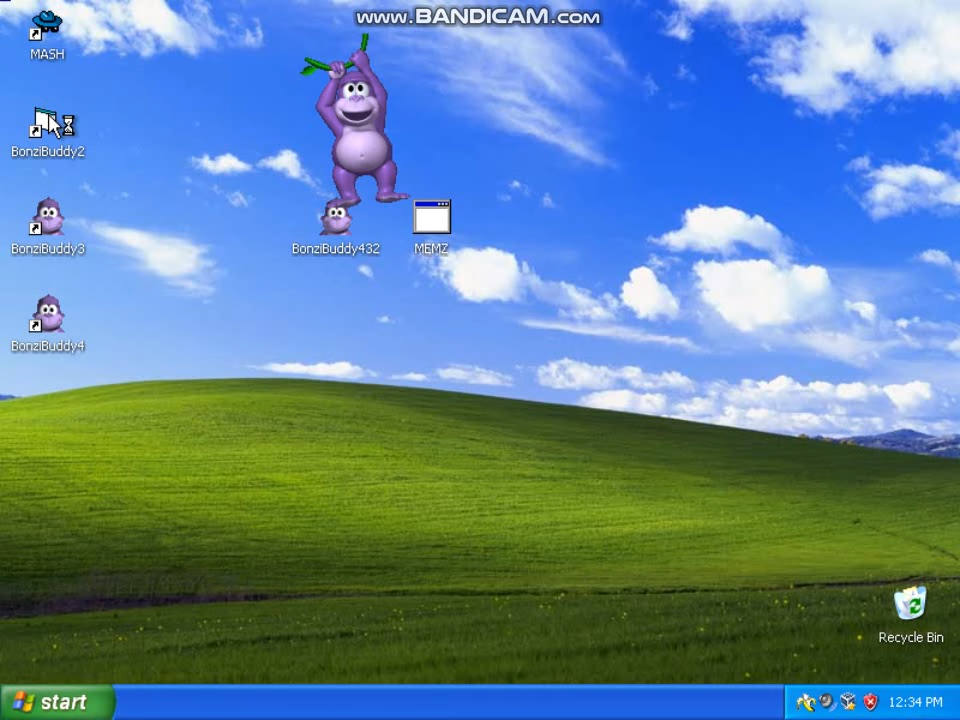 www.BANDICAM.com
MASH
BonziBuddy2
BonziBuddy3
BonziBuddy432
MEMZ
BonziBuddy4
Recycle Bin
start
12:34 PM